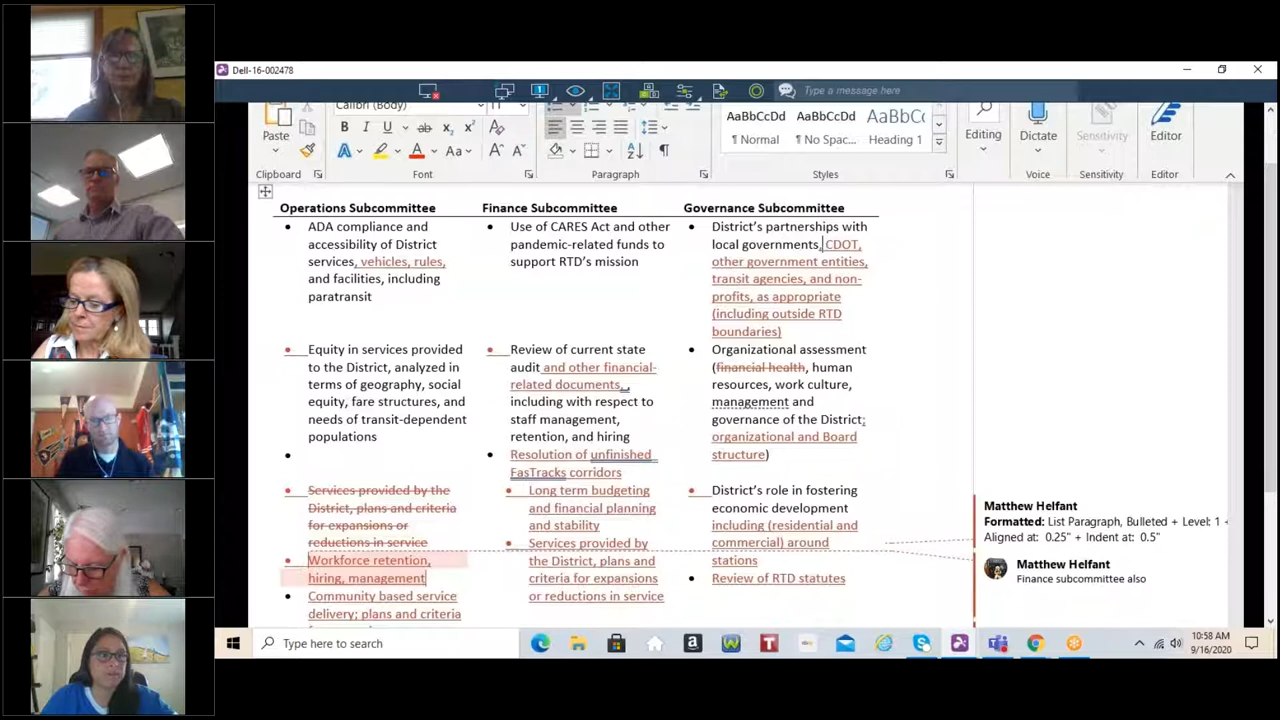 Dell-16-002478
Type a message here
Calibri (Body)
11
Paste
B I U ab x₂ x²
A A Aa A A
AaBbCcDd AaBbCcDd AaBbCc
¶ Normal ¶ No Spac... Heading 1
Editing
Dictate
Sensitivity
Editor
Clipboard Font Paragraph Styles Voice Sensitivity Editor
Operations Subcommittee
ADA compliance and
accessibility of District
services, vehicles, rules,
and facilities, including
paratransit
Equity in services provided
to the District, analyzed in
terms of geography, social
equity, fare structures, and
needs of transit-dependent
populations
Services provided by the
District, plans and criteria
for expansions or
reductions in service
Workforce retention,
hiring, management
Community based service
delivery; plans and criteria
Finance Subcommittee
Use of CARES Act and other
pandemic-related funds to
support RTD's mission
Review of current state
audit and other financial-
related documents, ,
including with respect to
staff management,
retention, and hiring
Resolution of unfinished
FasTracks corridors
Long term budgeting
and financial planning
and stability
Services provided by
the District, plans and
criteria for expansions
or reductions in service
Governance Subcommittee
District's partnerships with
local governments, CDOT,
other government entities,
transit agencies, and non-
profits, as appropriate
(including outside RTD
boundaries)
Organizational assessment
(financial health, human
resources, work culture,
management and
governance of the District;
organizational and Board
structure)
District's role in fostering
economic development
including (residential and
commercial) around
stations
Review of RTD statutes
Matthew Helfant
Formatted: List Paragraph, Bulleted + Level: 1 +
Aligned at: 0.25" + Indent at: 0.5"
Matthew Helfant
Finance subcommittee also
Type here to search
10:58 AM
9/16/2020